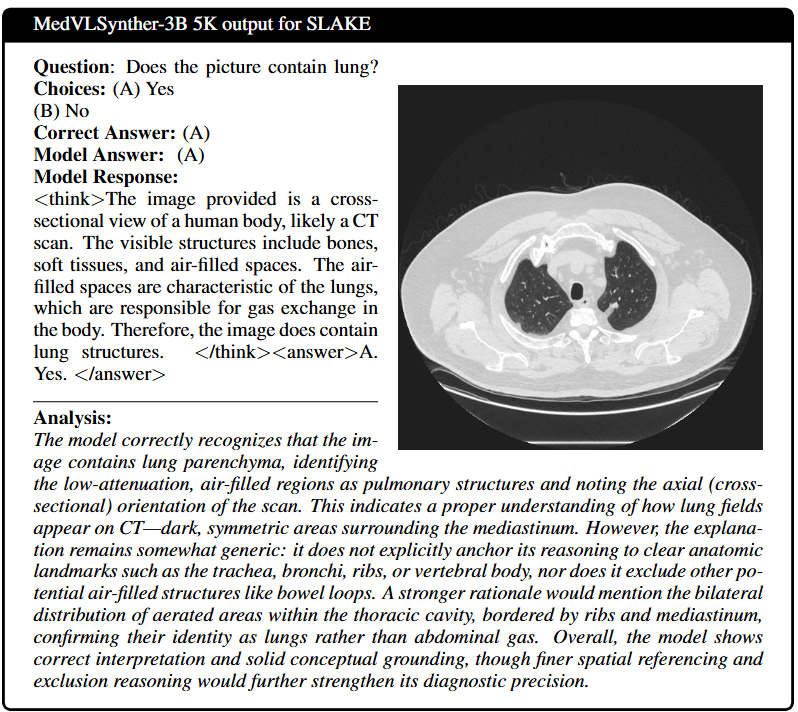 MedVLSynther-3B 5K output for SLAKE
Question: Does the picture contain lung?
Choices: (A) Yes
(B) No
Correct Answer: (A)
Model Answer: (A)
Model Response:
<think>The image provided is a cross-
sectional view of a human body, likely a CT
scan. The visible structures include bones,
soft tissues, and air-filled spaces. The air-
filled spaces are characteristic of the lungs,
which are responsible for gas exchange in
the body. Therefore, the image does contain
lung structures. </think><answer>A.
Yes. </answer>
Analysis:
The model correctly recognizes that the im-
age contains lung parenchyma, identifying
the low-attenuation, air-filled regions as pulmonary structures and noting the axial (cross-
sectional) orientation of the scan. This indicates a proper understanding of how lung fields
appear on CT—dark, symmetric areas surrounding the mediastinum. However, the explana-
tion remains somewhat generic: it does not explicitly anchor its reasoning to clear anatomic
landmarks such as the trachea, bronchi, ribs, or vertebral body, nor does it exclude other po-
tential air-filled structures like bowel loops. A stronger rationale would mention the bilateral
distribution of aerated areas within the thoracic cavity, bordered by ribs and mediastinum,
confirming their identity as lungs rather than abdominal gas. Overall, the model shows
correct interpretation and solid conceptual grounding, though finer spatial referencing and
exclusion reasoning would further strengthen its diagnostic precision.